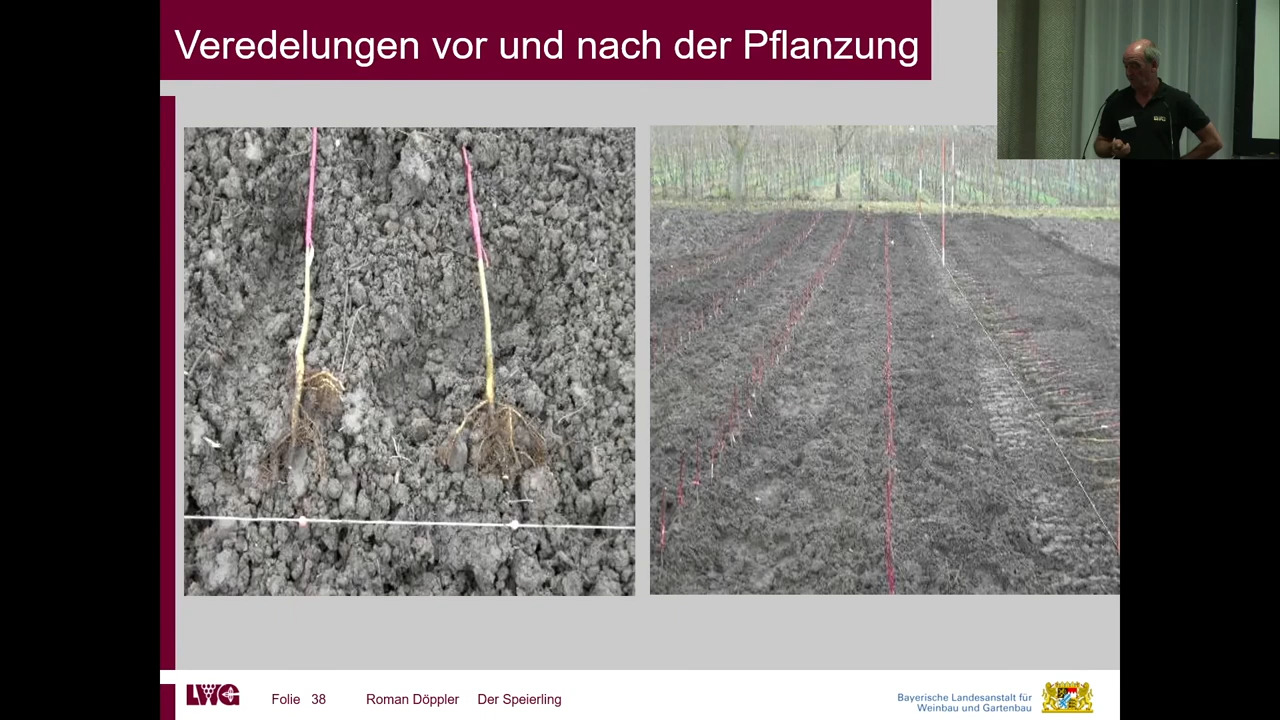 Veredelungen vor und nach der Pflanzung
LWG
Folie 38 Roman Döppler Der Speierling
Bayerische Landesanstalt für
Weinbau und Gartenbau